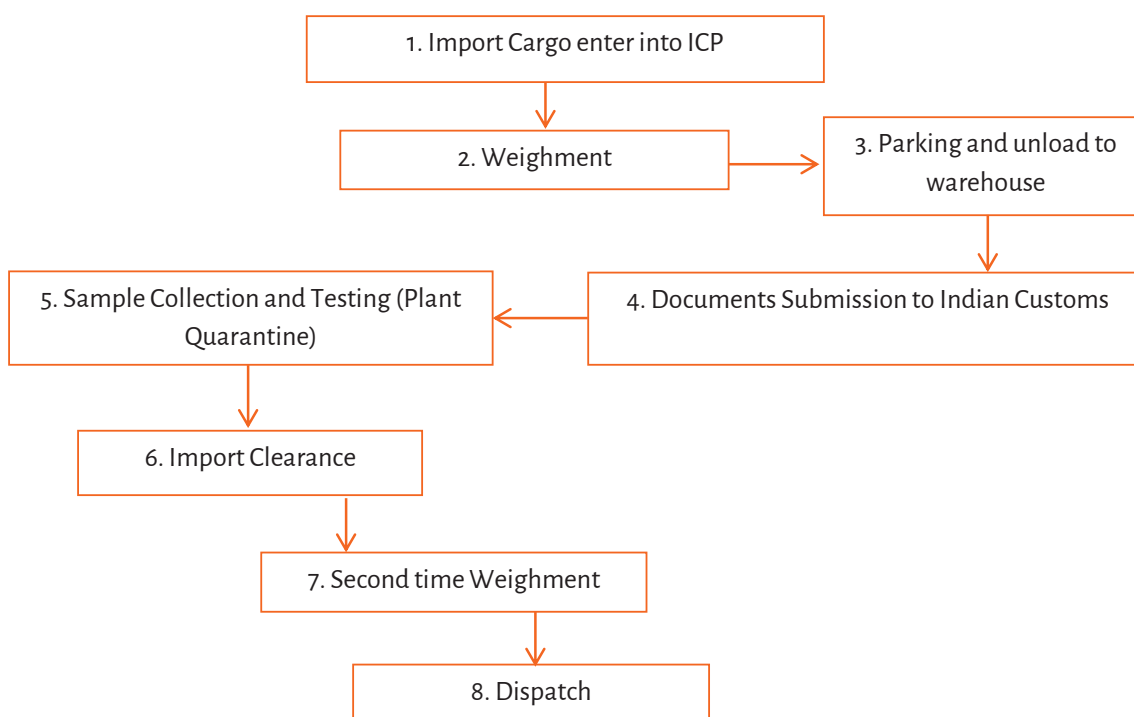 1. Import Cargo enter into ICP
2. Weighment
3. Parking and unload to
warehouse
4. Documents Submission to Indian Customs
5. Sample Collection and Testing (Plant
Quarantine)
6. Import Clearance
7. Second time Weighment
8. Dispatch